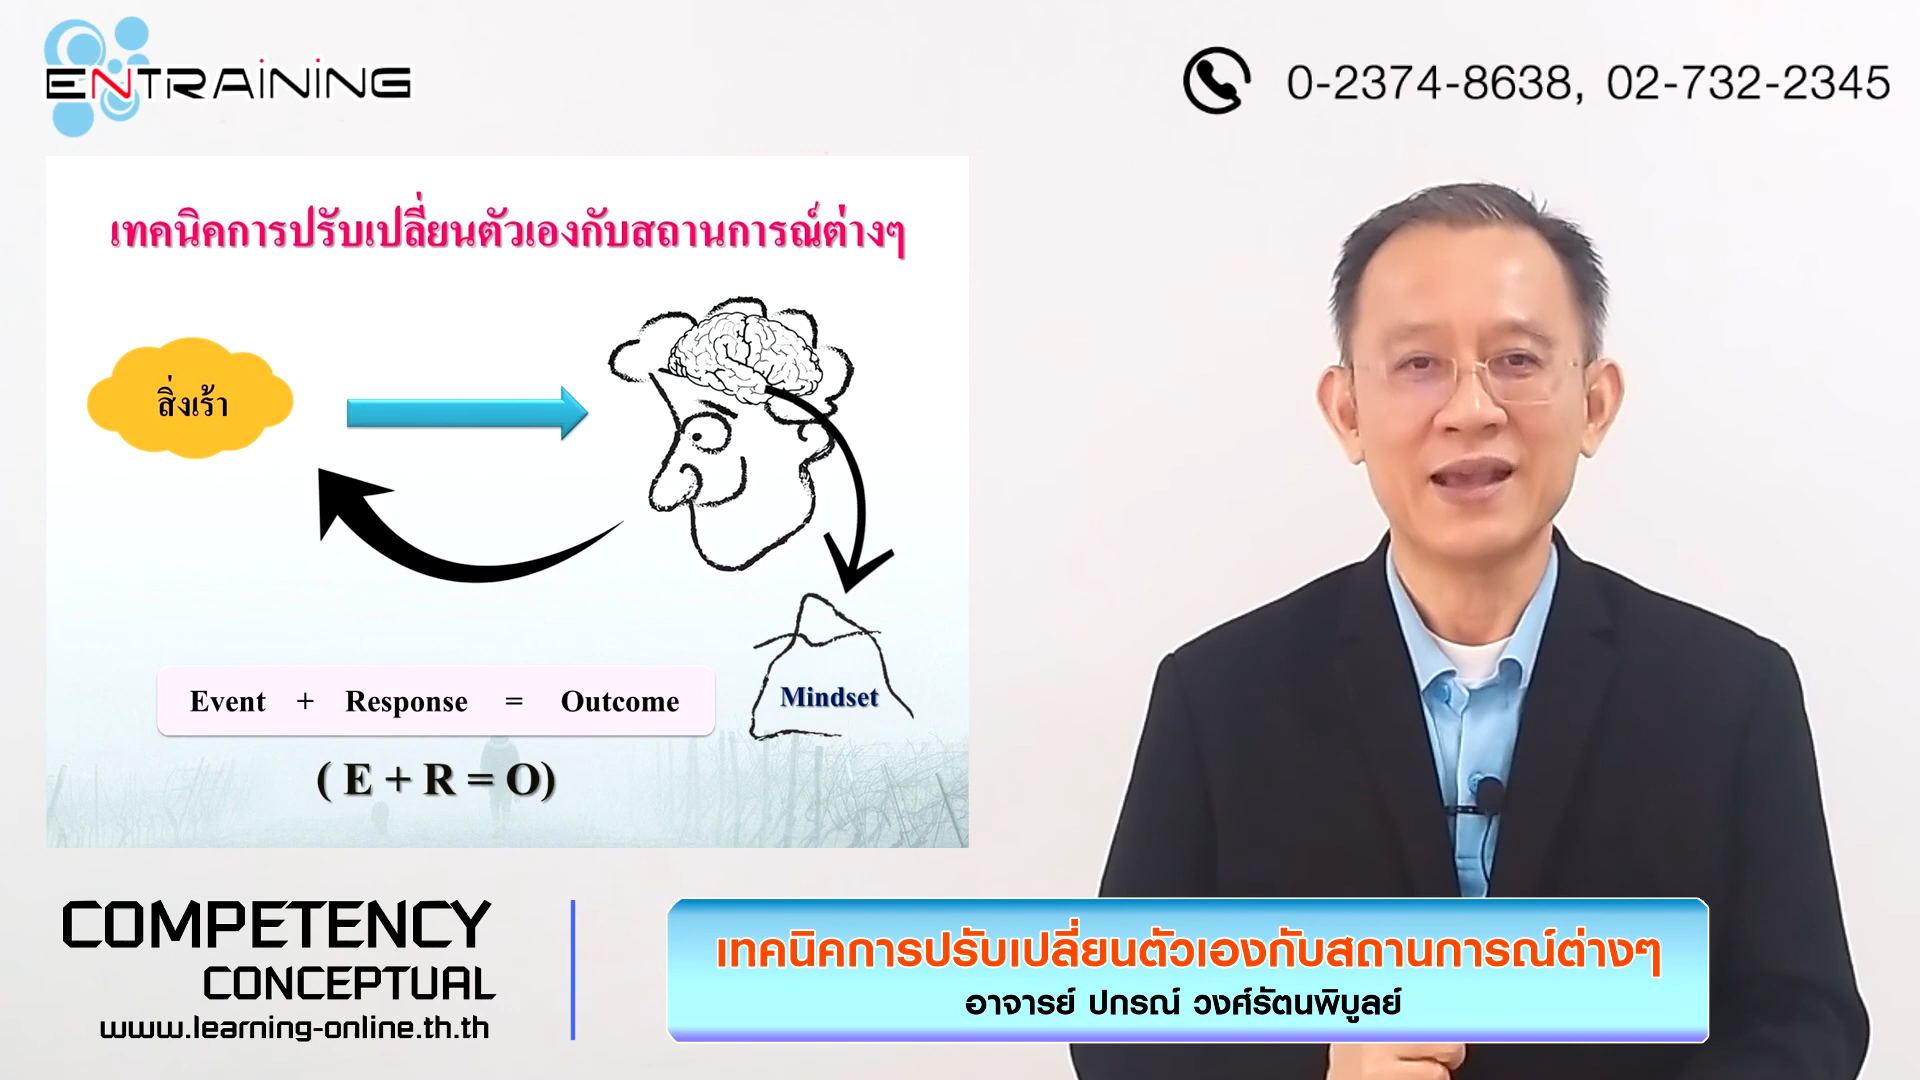 ENTRAINING
0-2374-8638, 02-732-2345
เทคนิคการปรับเปลี่ยนตัวเองกับสถานการณ์ต่างๆ
สิ่งเร้า
Mindset
Event + Response = Outcome
( E + R = O)
COMPETENCY
CONCEPTUAL
www.learning-online.th.th
เทคนิคการปรับเปลี่ยนตัวเองกับสถานการณ์ต่างๆ
อาจารย์ ปกรณ์ วงศ์รัตนพิบูลย์